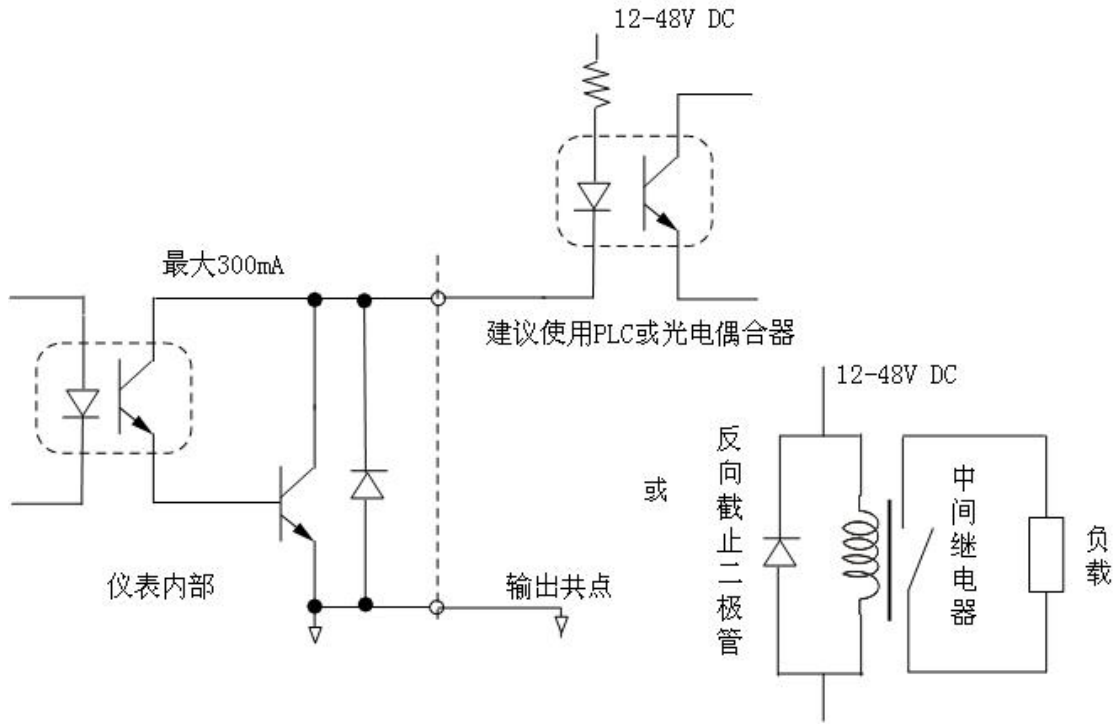 12-48V DC
最大300mA
建议使用PLC或光电偶合器
12-48V DC
或
反向截止二极管
中间继电器
负载
仪表内部
输出共点